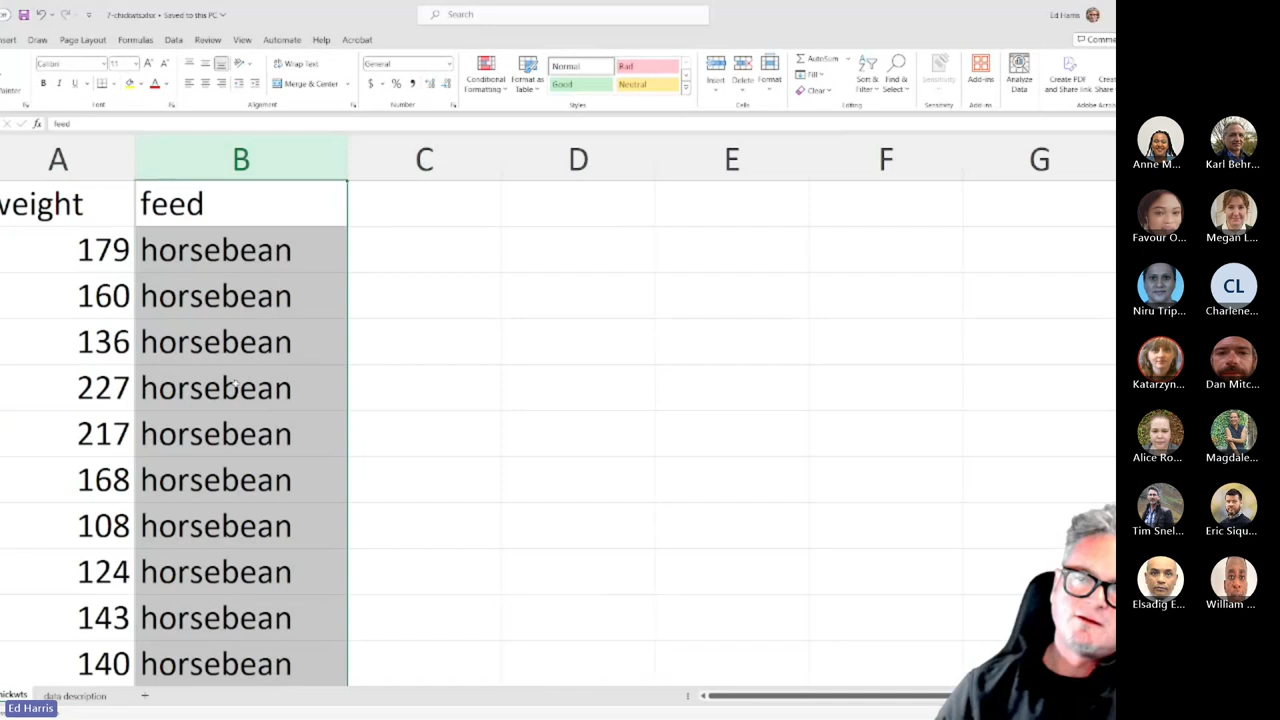 7-chickwts.xlsx • Saved to this PC
Search
Ed Harris
Draw Page Layout Formulas Data Review View Automate Help Acrobat
Calibri 11 Wrap Text General Conditional Formatting Format as Table Normal Bad Good Neutral Insert Delete Format AutoSum Fill Clear Sort & Filter Find & Select Sensitivity Add-ins Analyze Data Create PDF and Share link
Merge & Center
Font Alignment Number Styles Cells Editing Sensitivity Add-ins
fx feed
A B C D E F G
weight feed
179 horsebean
160 horsebean
136 horsebean
227 horsebean
217 horsebean
168 horsebean
108 horsebean
124 horsebean
143 horsebean
140 horsebean
data description +
Ed Harris
Anne M... Karl Behr...
Favour O... Megan L...
Niru Trip... CL Charlene...
Katarzyn... Dan Mitc...
Alice Ro... Magdale...
Tim Snel... Eric Siqu...
Elsadig E... William ...